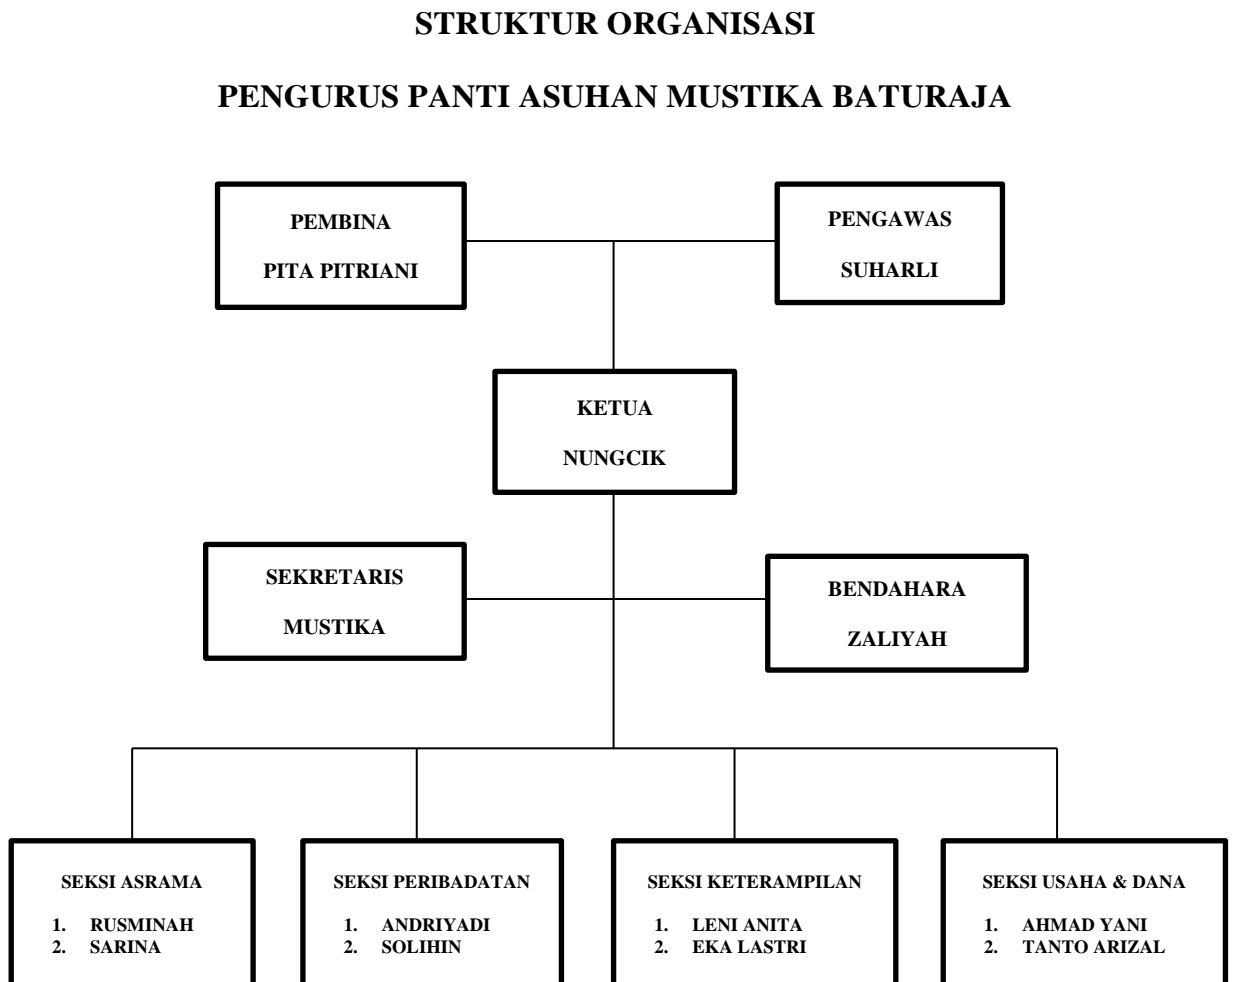 STRUKTUR ORGANISASI
PENGURUS PANTI ASUHAN MUSTIKA BATURAJA
PEMBINA
PITA PITRIANI
PENGAWAS
SUHARLI
KETUA
NUNGCIK
SEKRETARIS
MUSTIKA
BENDAHARA
ZALIYAH
SEKSI ASRAMA
1. RUSMINAH
2. SARINA
SEKSI PERIBADATAN
1. ANDRIYADI
2. SOLIHIN
SEKSI KETERAMPILAN
1. LENI ANITA
2. EKA LASTRI
SEKSI USAHA & DANA
1. AHMAD YANI
2. TANTO ARIZAL